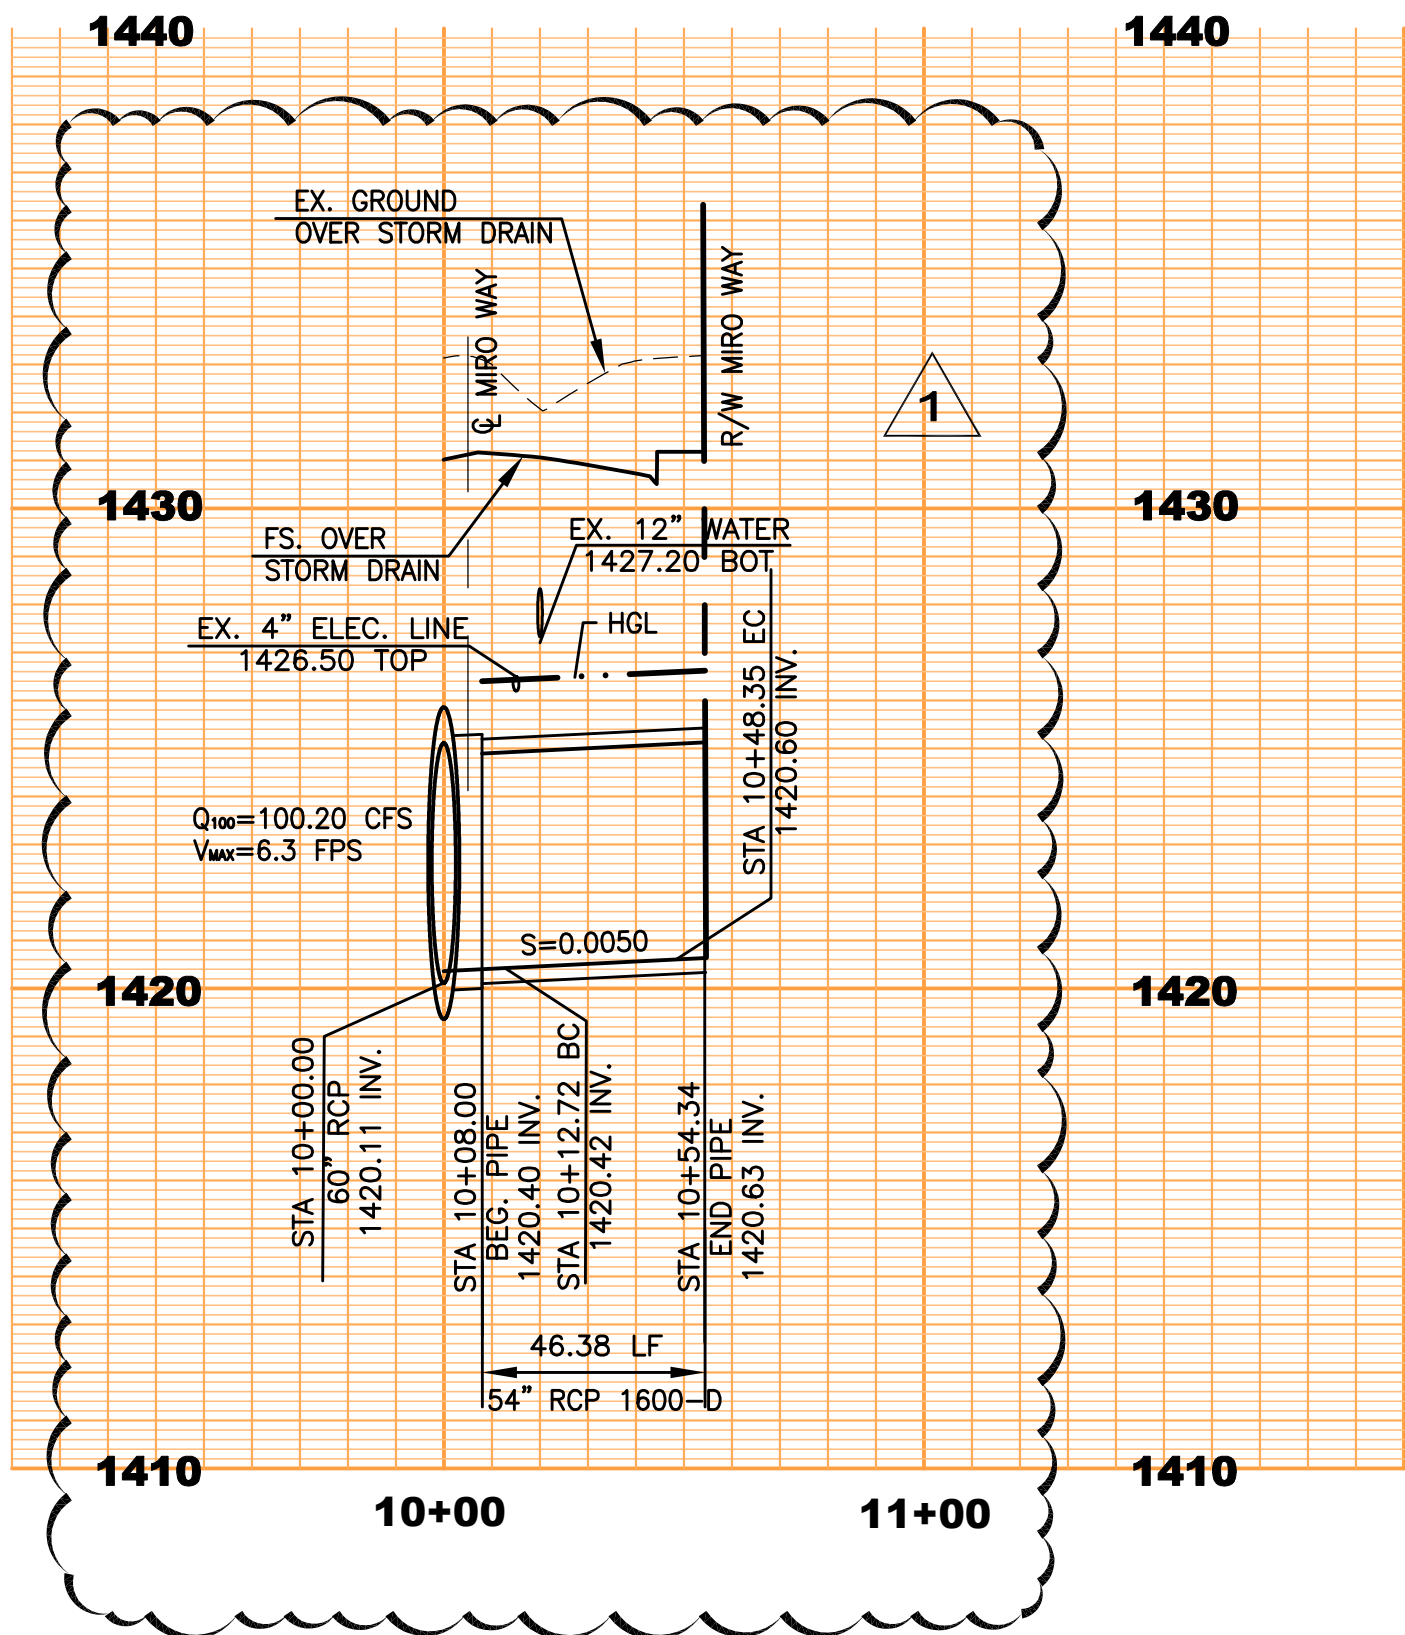 1440
1440
EX. GROUND
OVER STORM DRAIN
℄ MIRO WAY
R/W MIRO WAY
1
1430
1430
FS. OVER
STORM DRAIN
EX. 12” WATER
1427.20 BOT
EX. 4” ELEC. LINE
1426.50 TOP
HGL
STA 10+48.35 EC
1420.60 INV.
Q100=100.20 CFS
VMAX=6.3 FPS
S=0.0050
1420
1420
STA 10+00.00
60” RCP
1420.11 INV.
STA 10+08.00
BEG. PIPE
1420.40 INV.
STA 10+12.72 BC
1420.42 INV.
STA 10+54.34
END PIPE
1420.63 INV.
46.38 LF
54” RCP 1600-D
1410
1410
10+00
11+00